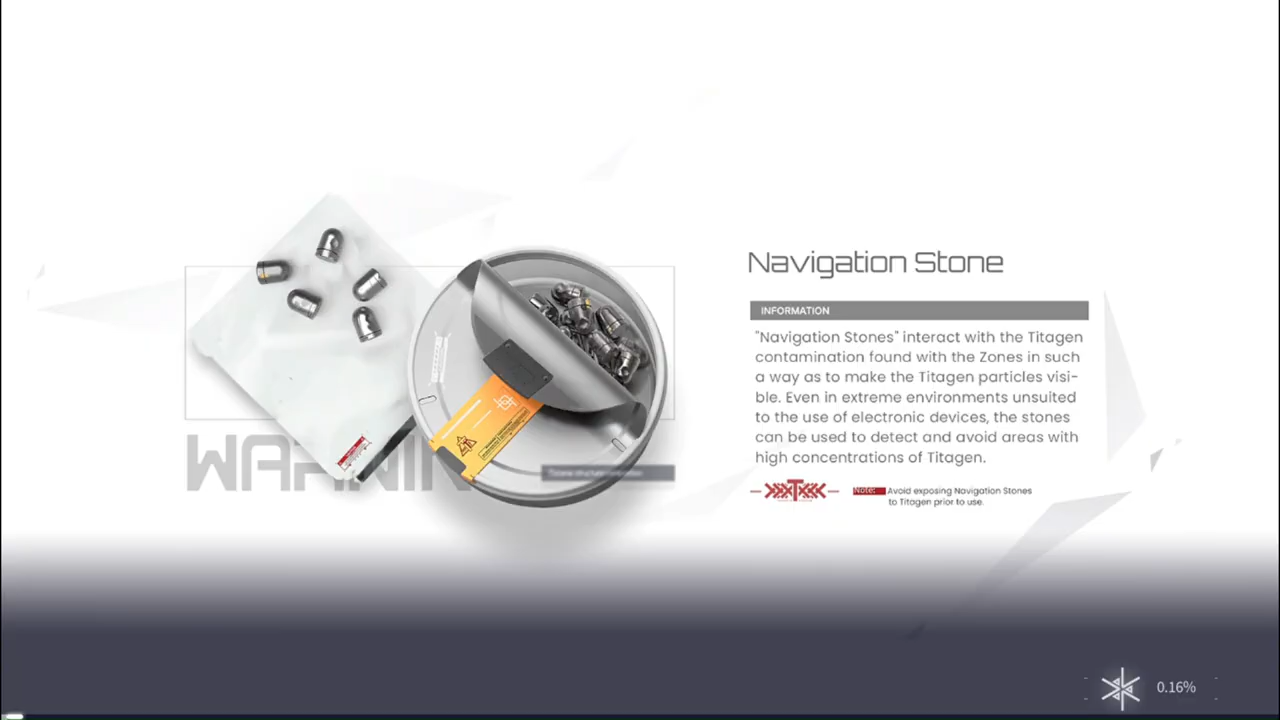 Navigation Stone
INFORMATION
"Navigation Stones" interact with the Titagen
contamination found with the Zones in such
a way as to make the Titagen particles visi-
ble. Even in extreme environments unsuited
to the use of electronic devices, the stones
can be used to detect and avoid areas with
high concentrations of Titagen.
Note: Avoid exposing Navigation Stones
to Titagen prior to use.
0.16%